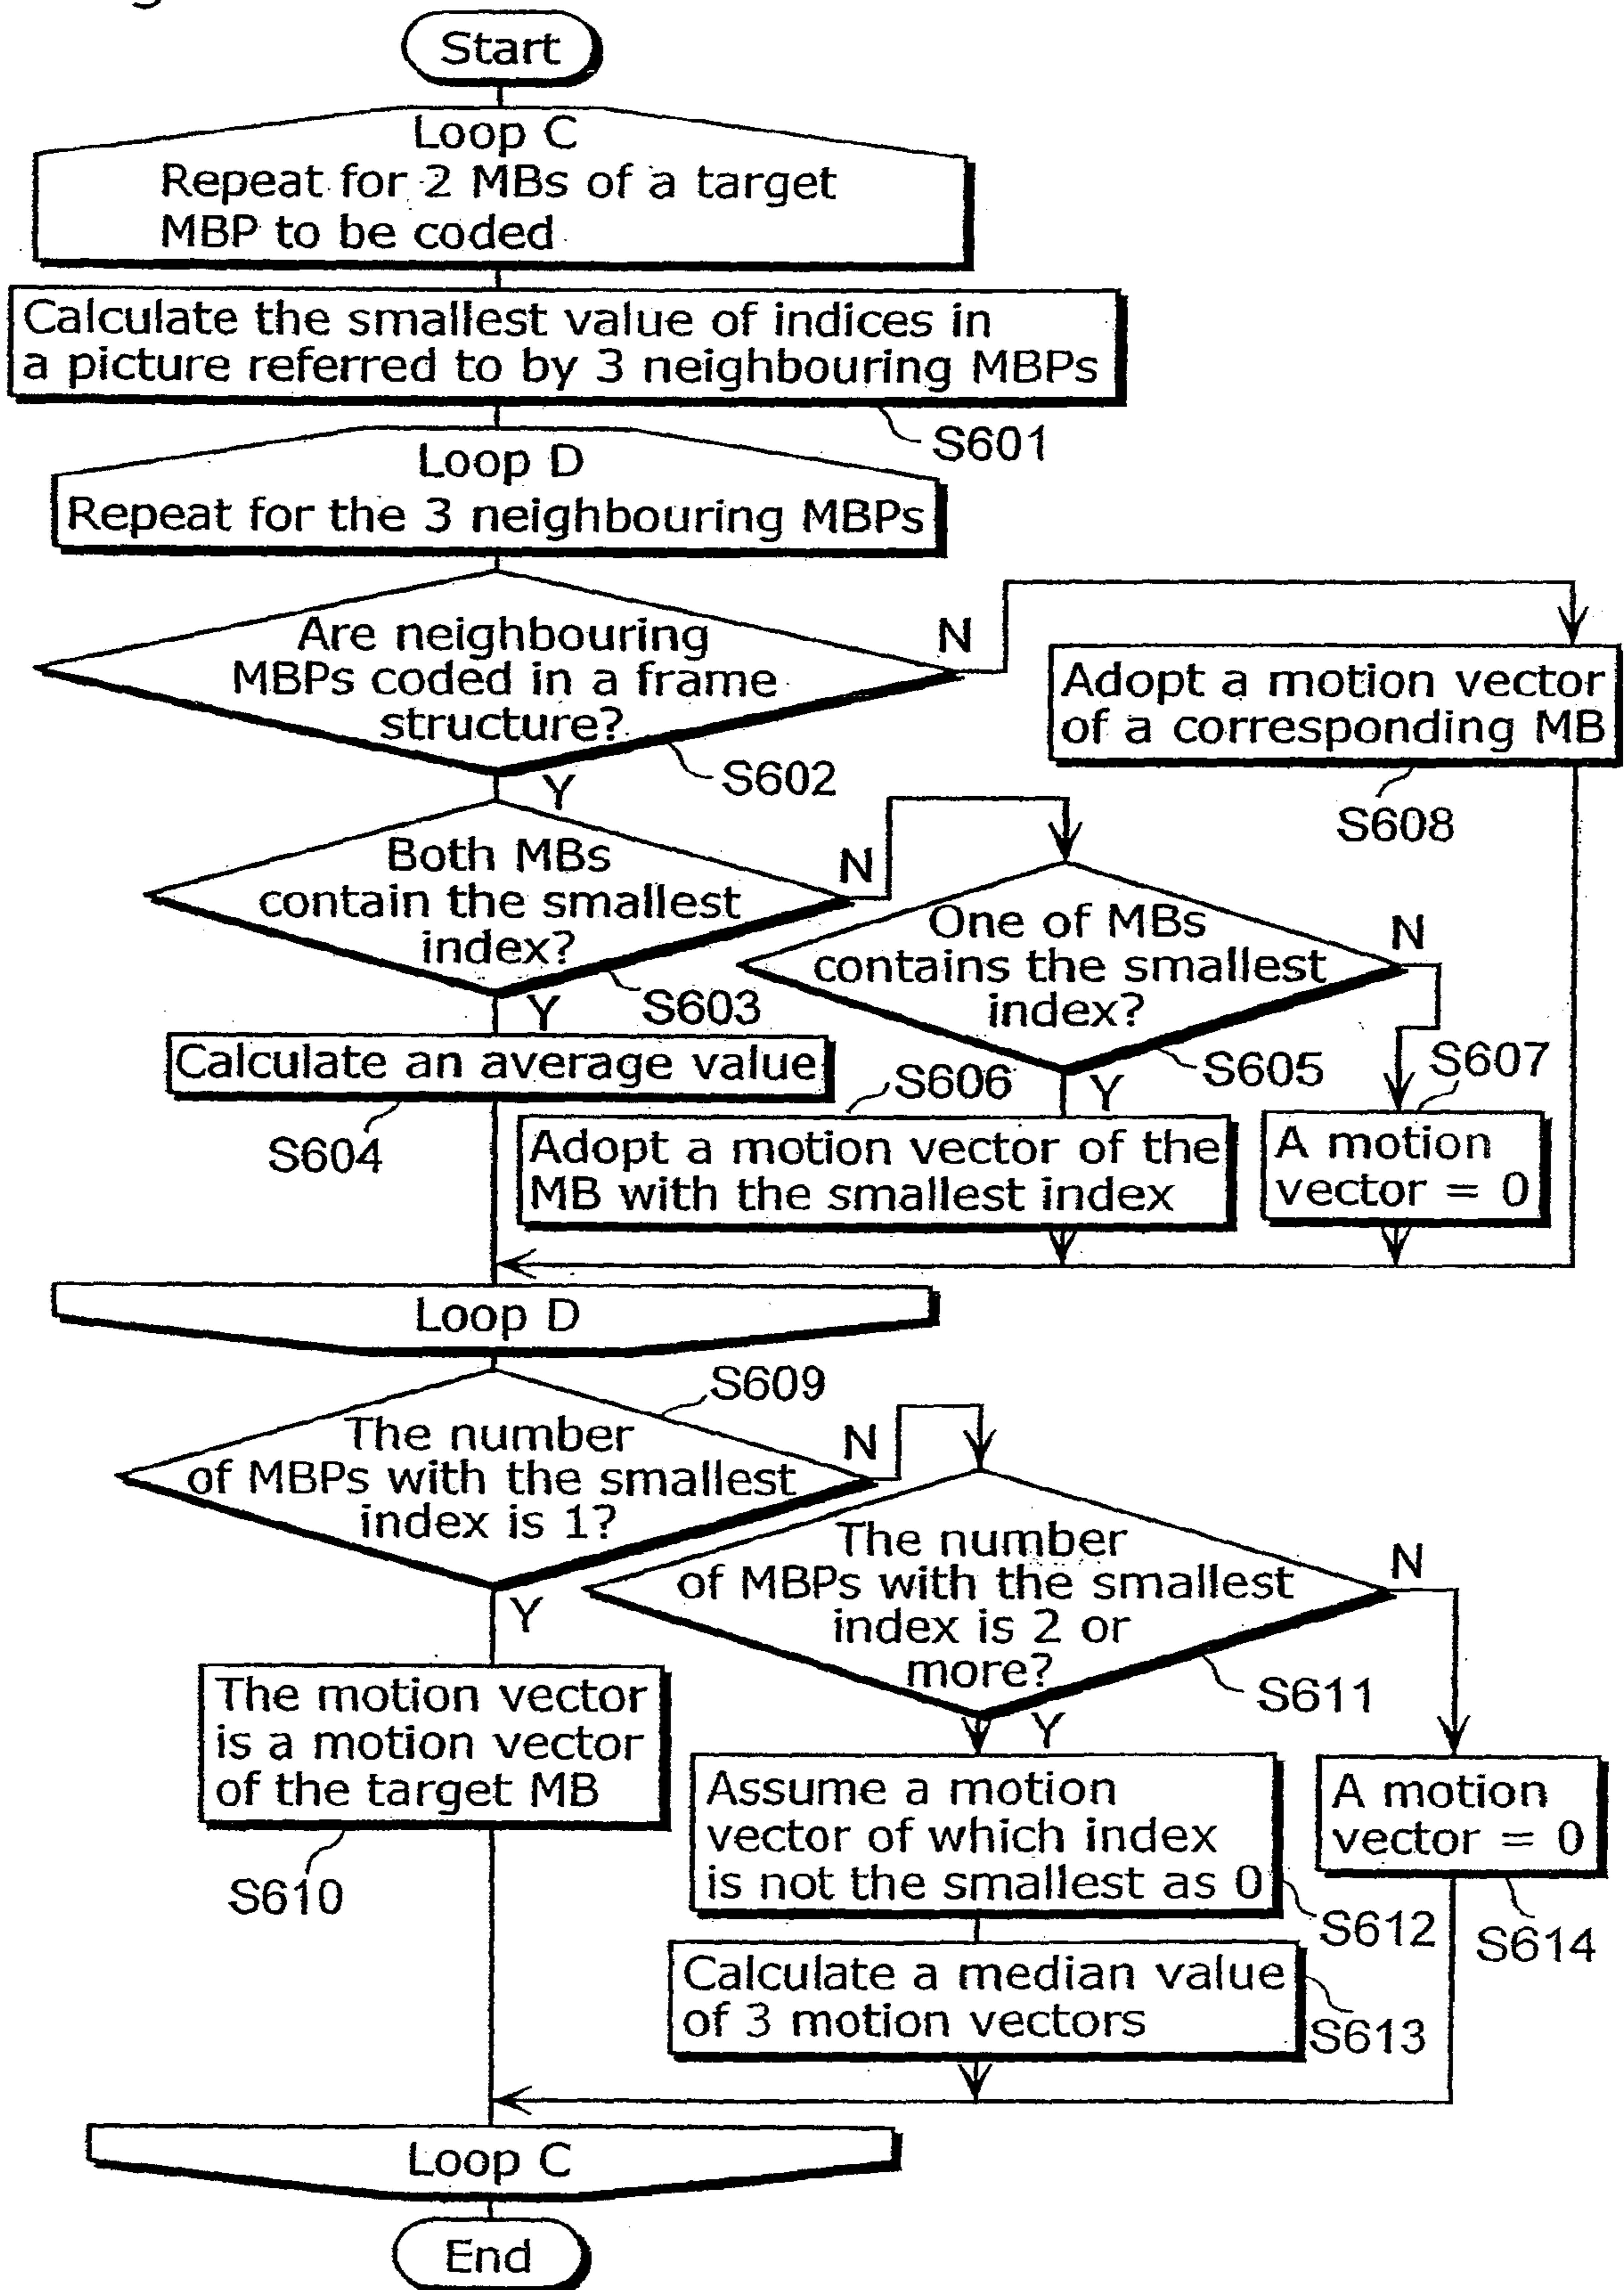 Start
Loop C
Repeat for 2 MBs of a target
MBP to be coded
Calculate the smallest value of indices in
a picture referred to by 3 neighbouring MBPs
S601
Loop D
Repeat for the 3 neighbouring MBPs
Are neighbouring
MBPs coded in a frame
structure?
N
Y
S602
Adopt a motion vector
of a corresponding MB
S608
Both MBs
contain the smallest
index?
N
Y
S603
One of MBs
contains the smallest
index?
N
Y
S605
Calculate an average value
S604
S606
Adopt a motion vector of the
MB with the smallest index
S607
A motion
vector = 0
Loop D
S609
The number
of MBPs with the smallest
index is 1?
N
Y
The number
of MBPs with the smallest
index is 2 or
more?
N
Y
S611
The motion vector
is a motion vector
of the target MB
S610
Assume a motion
vector of which index
is not the smallest as 0
S612
A motion
vector = 0
S614
Calculate a median value
of 3 motion vectors
S613
Loop C
End